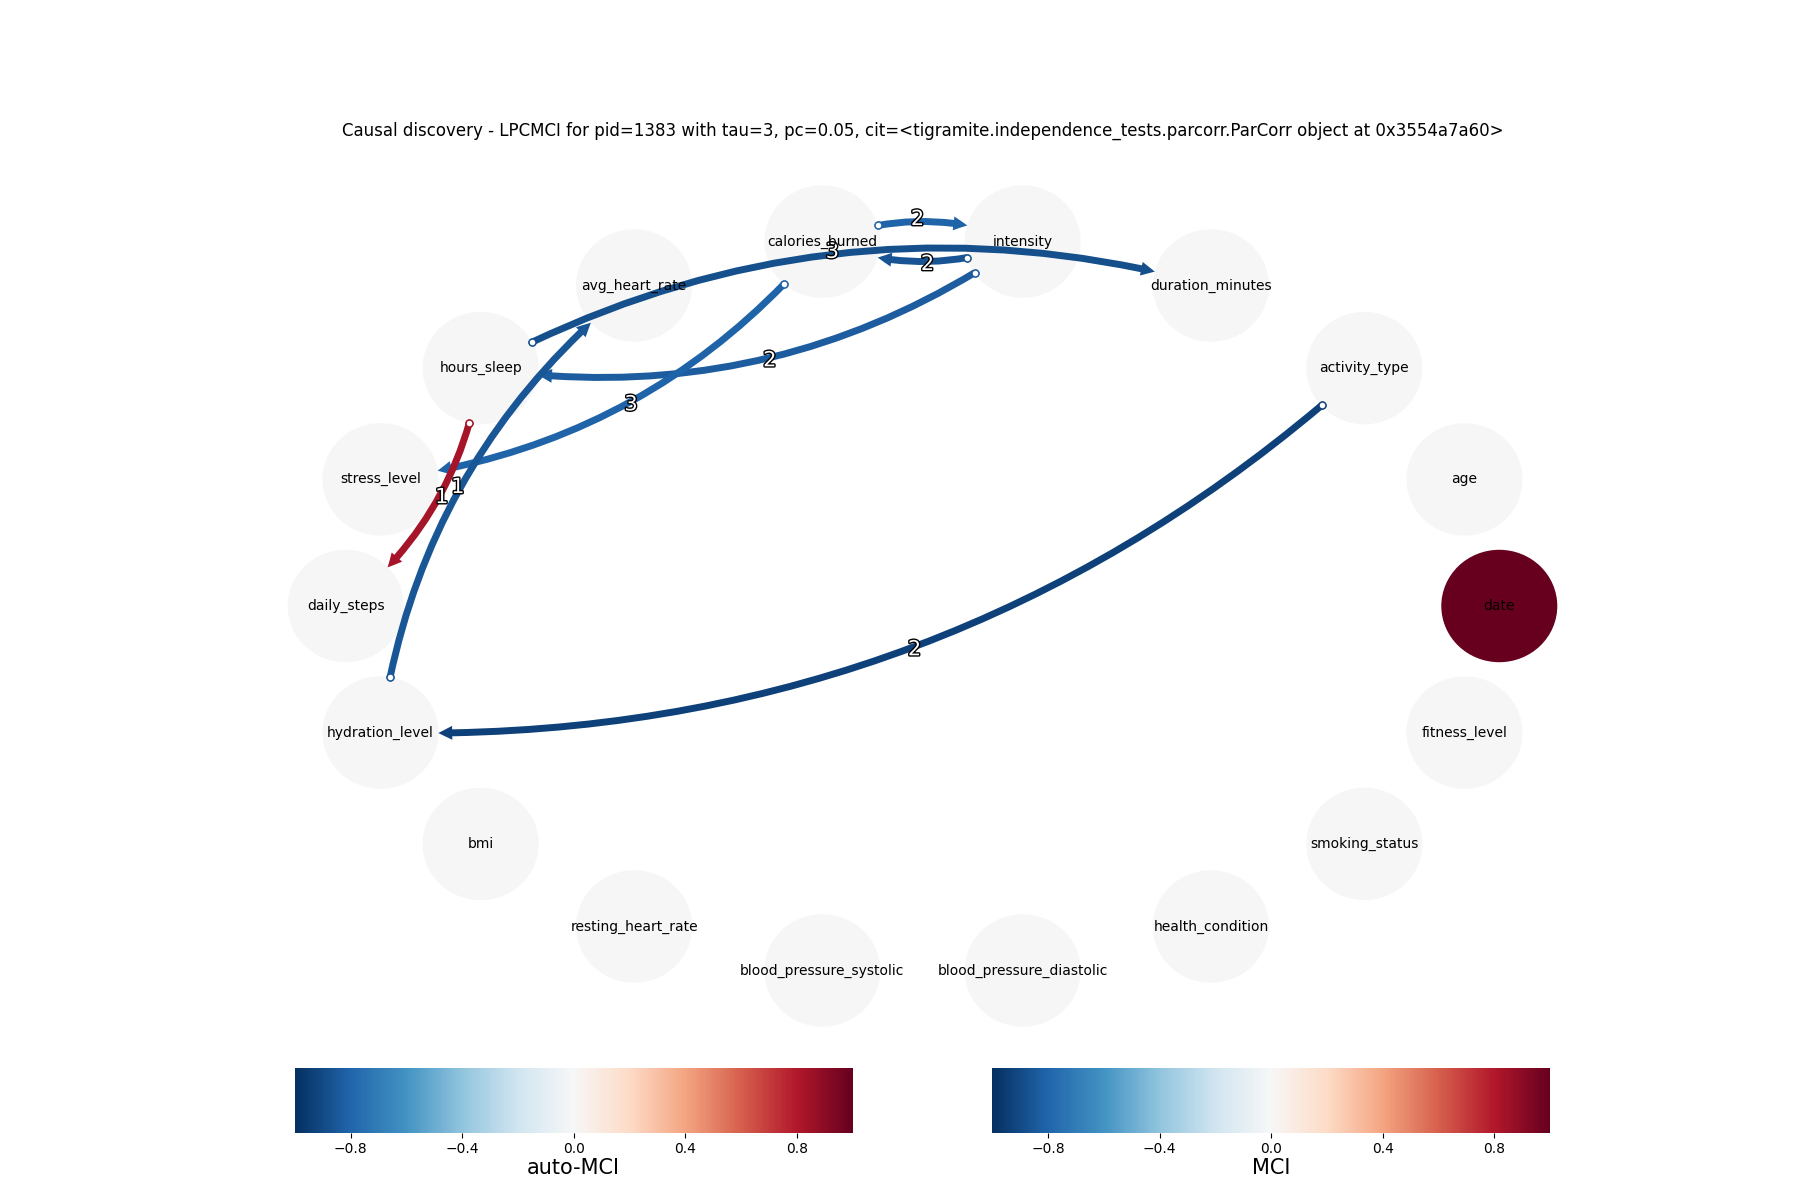 Causal discovery - LPCMCI for pid=1383 with tau=3, pc=0.05, cit=<tigramite.independence_tests.parcorr.ParCorr object at 0x3554a7a60>
2
calories_burned
intensity
3
2
avg_heart_rate
duration_minutes
2
hours_sleep
activity_type
3
stress_level
age
1
1
daily_steps
date
2
hydration_level
fitness_level
bmi
smoking_status
resting_heart_rate
health_condition
blood_pressure_systolic
blood_pressure_diastolic
−0.8 −0.4 0.0 0.4 0.8
auto-MCI
−0.8 −0.4 0.0 0.4 0.8
MCI